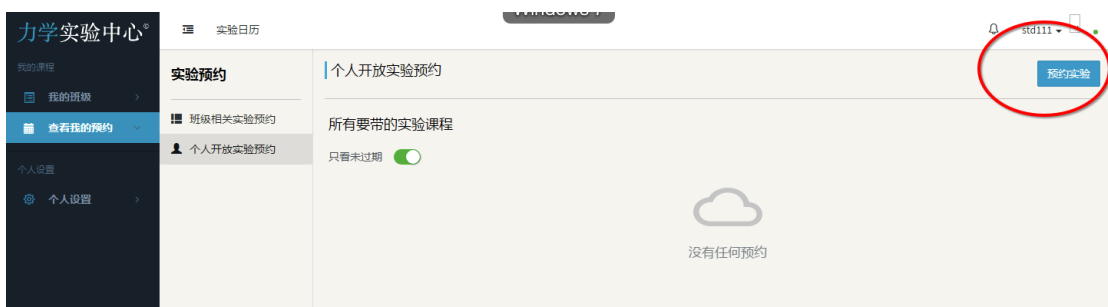 力学实验中心©
实验日历
Windows 7
std111
我的课程
我的班级
查看我的预约
个人设置
个人设置
实验预约
班级相关实验预约
个人开放实验预约
个人开放实验预约
预约实验
所有要带的实验课程
只看未过期
没有任何预约